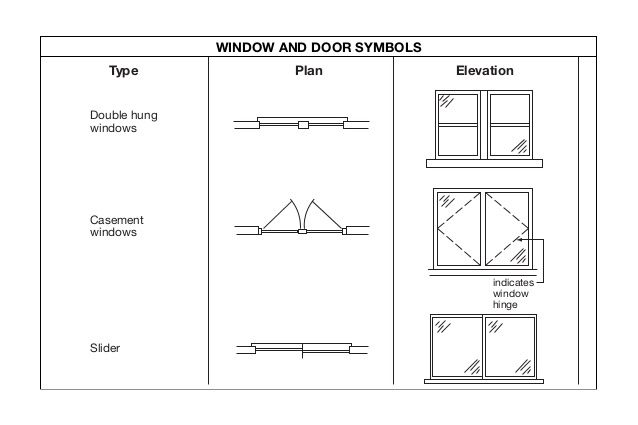 WINDOW AND DOOR SYMBOLS
Type
Plan
Elevation
Double hung
windows
Casement
windows
indicates
window
hinge
Slider